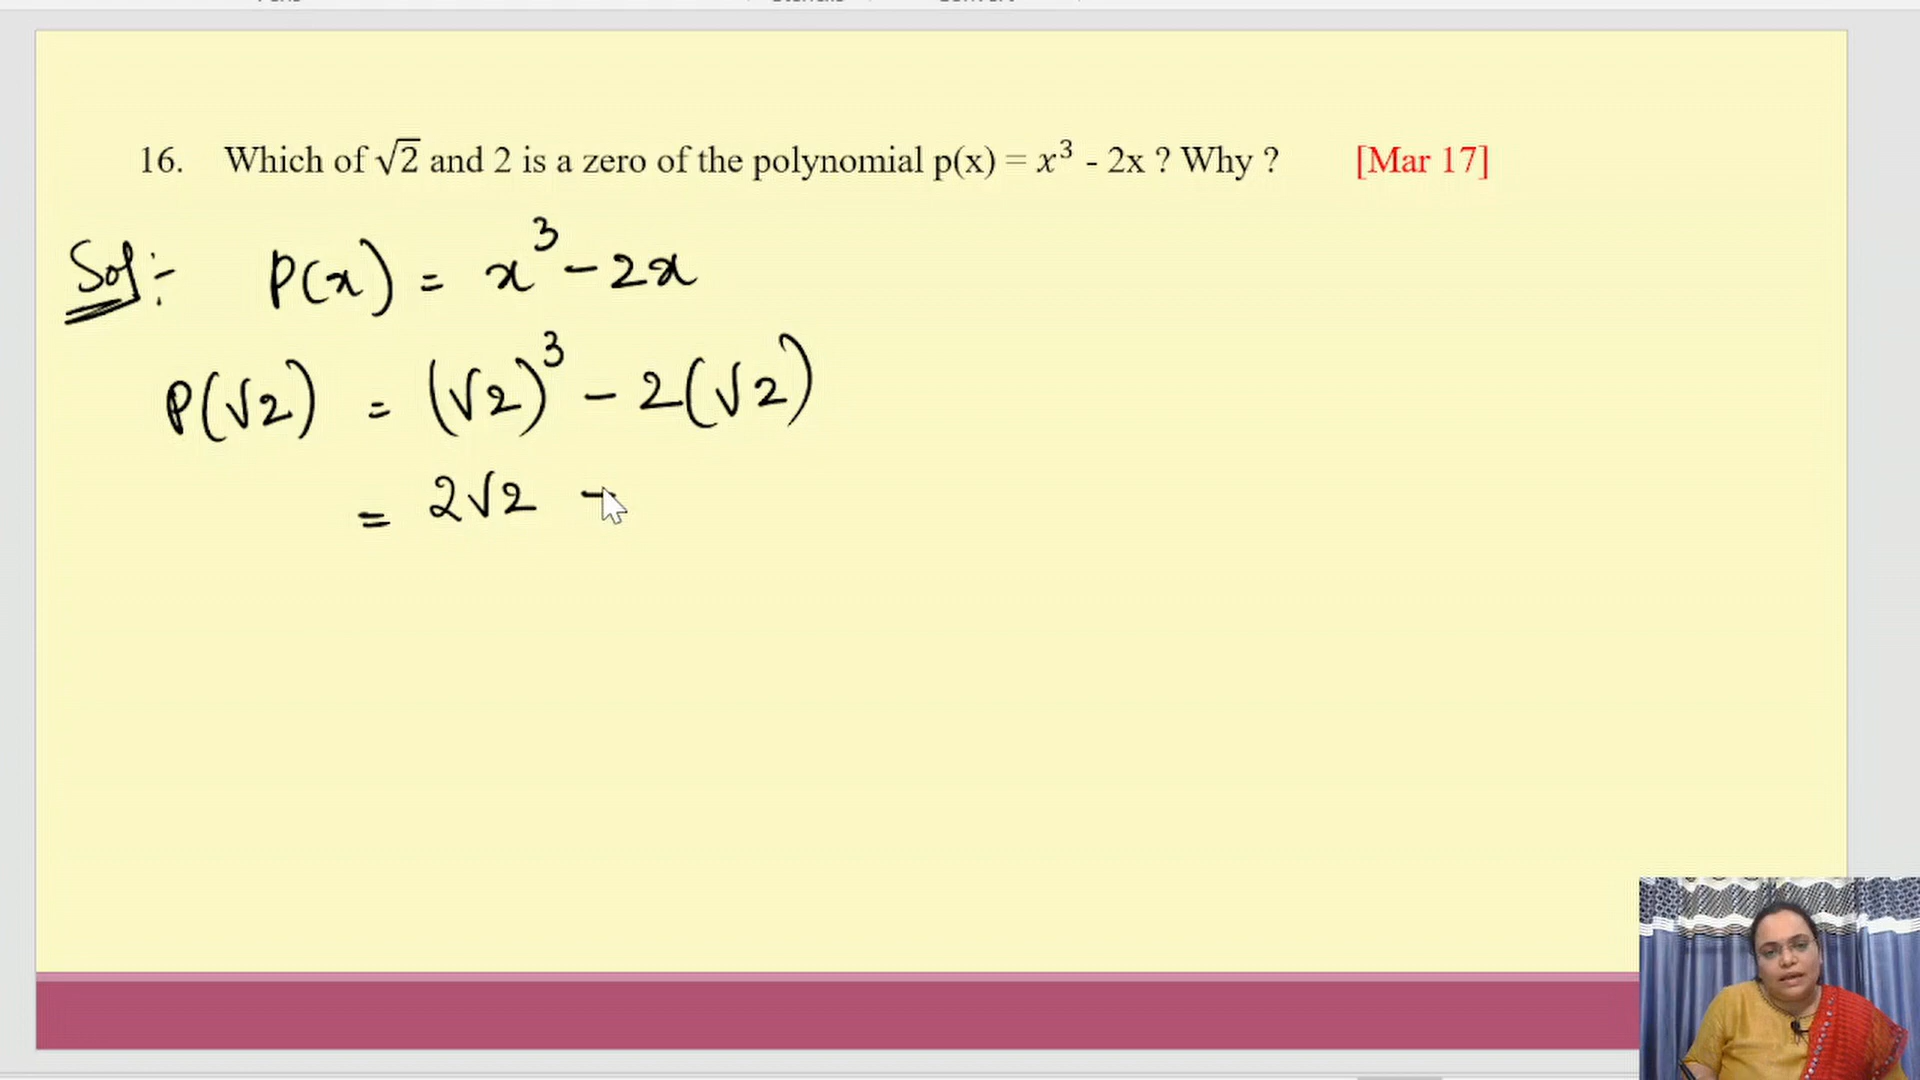 16. Which of √2 and 2 is a zero of the polynomial p(x) = x³ - 2x ? Why ? [Mar 17]
Sol:- P(x) = x³ - 2x
P(√2) = (√2)³ - 2(√2)
= 2√2 -